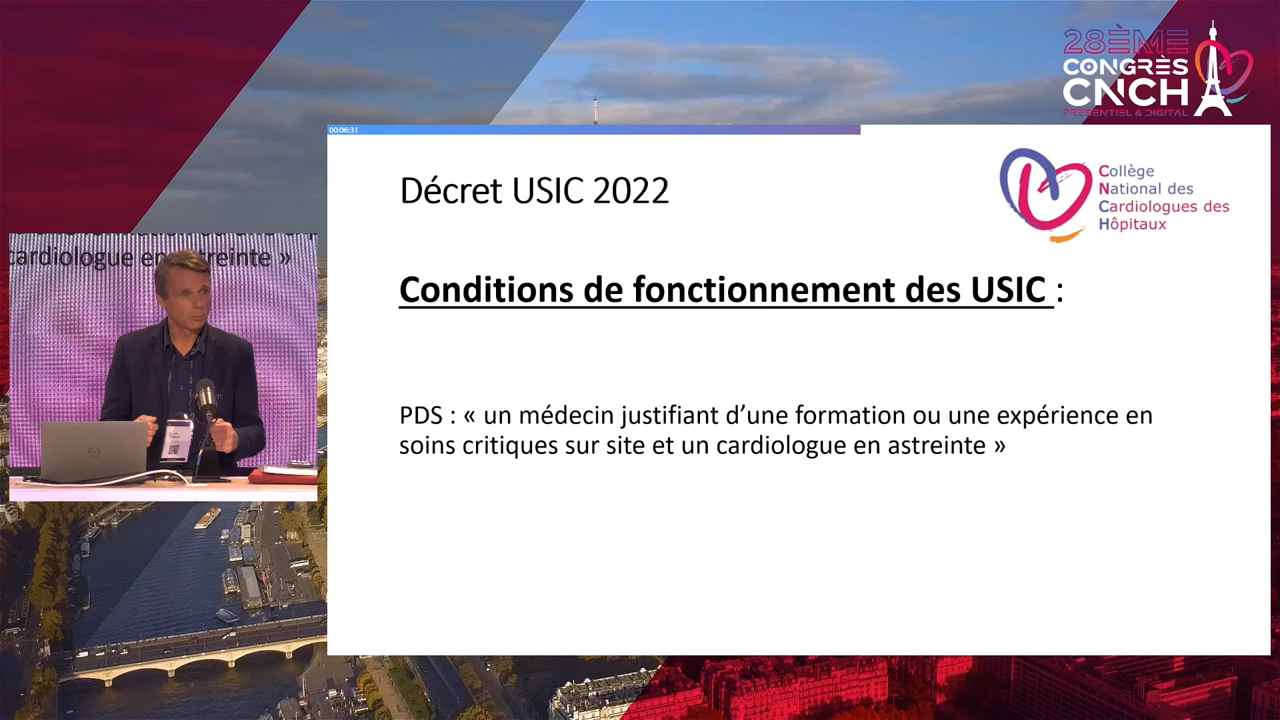 28ÈME
CONGRÈS
CNCH
PRÉSENTIEL & DIGITAL
00:06:31
Décret USIC 2022
Collège
National des
Cardiologues des
Hôpitaux
Conditions de fonctionnement des USIC :
PDS : « un médecin justifiant d’une formation ou une expérience en
soins critiques sur site et un cardiologue en astreinte »
cardiologue en astreinte »